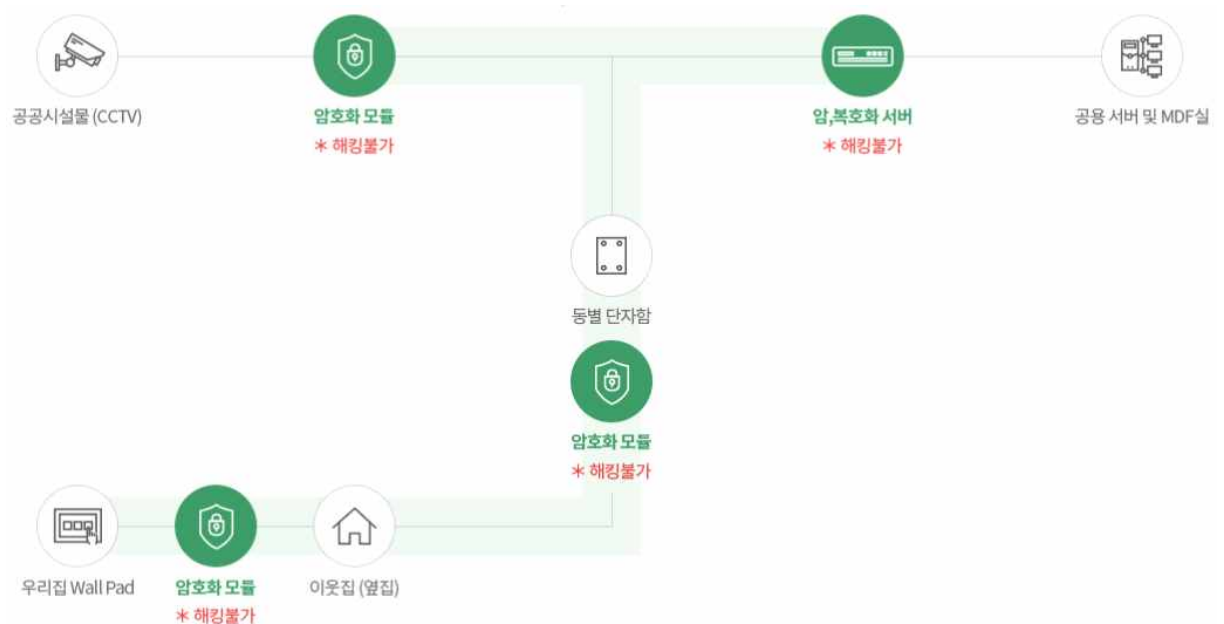 공공시설물 (CCTV)
암호화 모듈
* 해킹불가
암,복호화 서버
* 해킹불가
공용 서버 및 MDF실
동별 단자함
암호화 모듈
* 해킹불가
우리집 Wall Pad
암호화 모듈
* 해킹불가
이웃집 (옆집)